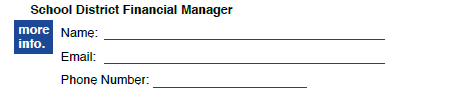 School District Financial Manager
more
info.
Name:
Email:
Phone Number: